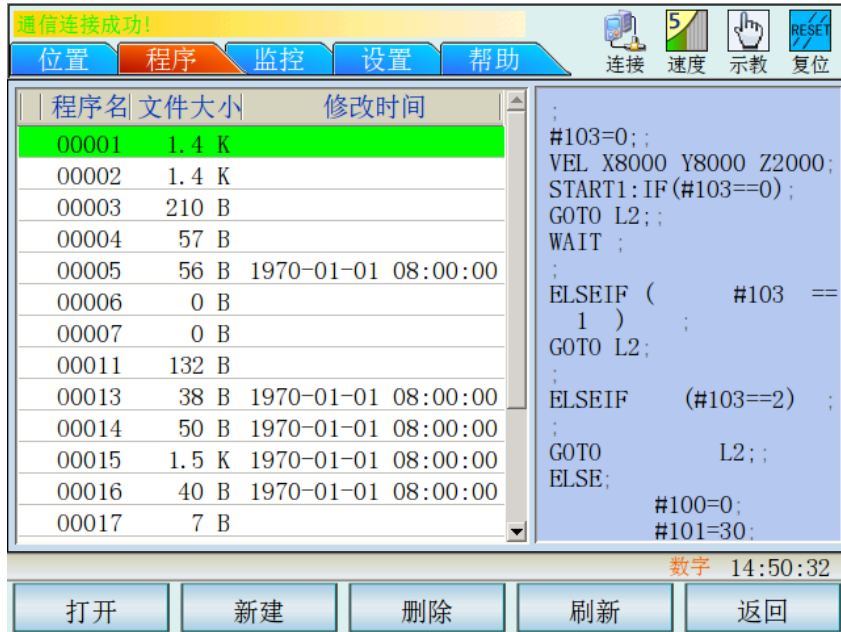 通信连接成功!
位置 程序 监控 设置 帮助
5
RESET
连接 速度 示教 复位
程序名 文件大小 修改时间
00001 1.4 K
00002 1.4 K
00003 210 B
00004 57 B
00005 56 B 1970-01-01 08:00:00
00006 0 B
00007 0 B
00011 132 B
00013 38 B 1970-01-01 08:00:00
00014 50 B 1970-01-01 08:00:00
00015 1.5 K 1970-01-01 08:00:00
00016 40 B 1970-01-01 08:00:00
00017 7 B
;
#103=0;;
VEL X8000 Y8000 Z2000;
START1:IF(#103==0);
GOTO L2;;
WAIT ;
;
ELSEIF ( #103 ==
1 ) ;
GOTO L2;
;
ELSEIF (#103==2) ;
;
GOTO L2;;
ELSE;
#100=0;
#101=30;
数字 14:50:32
打开 新建 删除 刷新 返回